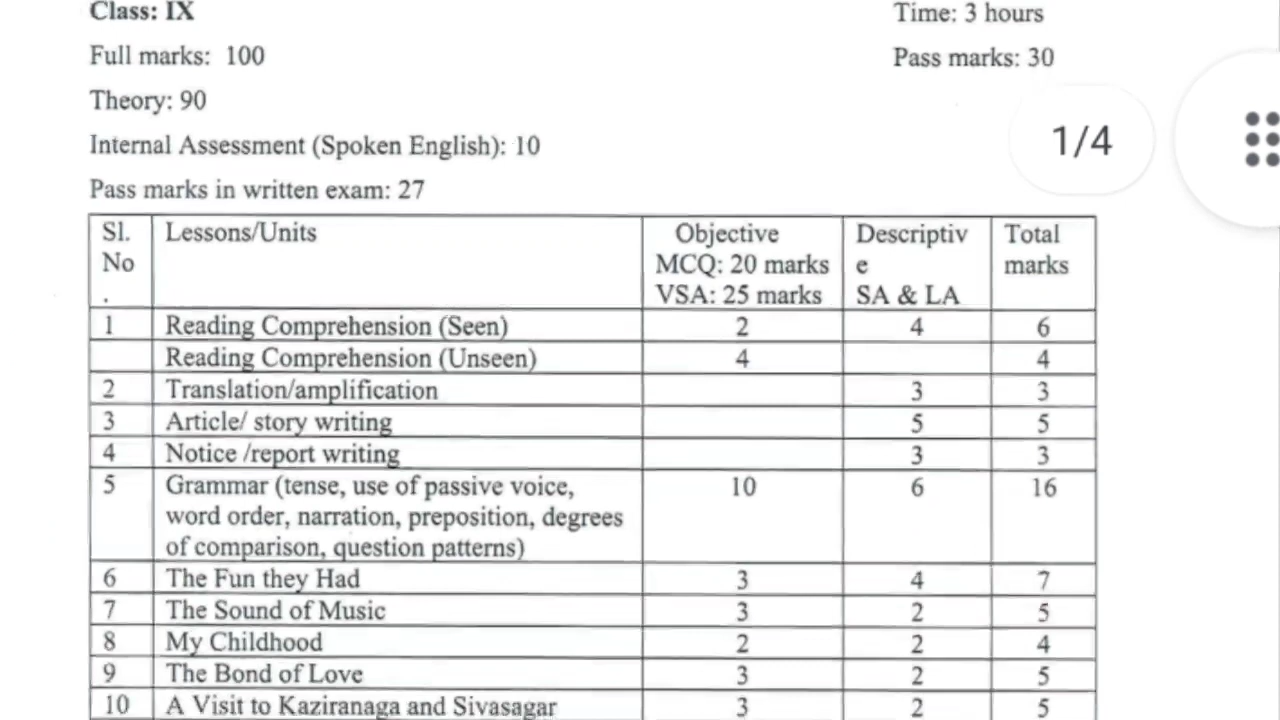 Class: IX
Time: 3 hours
Full marks: 100
Pass marks: 30
Theory: 90
Internal Assessment (Spoken English): 10
1/4
Pass marks in written exam: 27
Sl. No . Lessons/Units Objective MCQ: 20 marks VSA: 25 marks Descriptiv e SA & LA Total marks
1 Reading Comprehension (Seen) 2 4 6
Reading Comprehension (Unseen) 4 4
2 Translation/amplification 3 3
3 Article/ story writing 5 5
4 Notice /report writing 3 3
5 Grammar (tense, use of passive voice, 10 6 16
word order, narration, preposition, degrees
of comparison, question patterns)
6 The Fun they Had 3 4 7
7 The Sound of Music 3 2 5
8 My Childhood 2 2 4
9 The Bond of Love 3 2 5
10 A Visit to Kaziranaga and Sivasagar 3 2 5